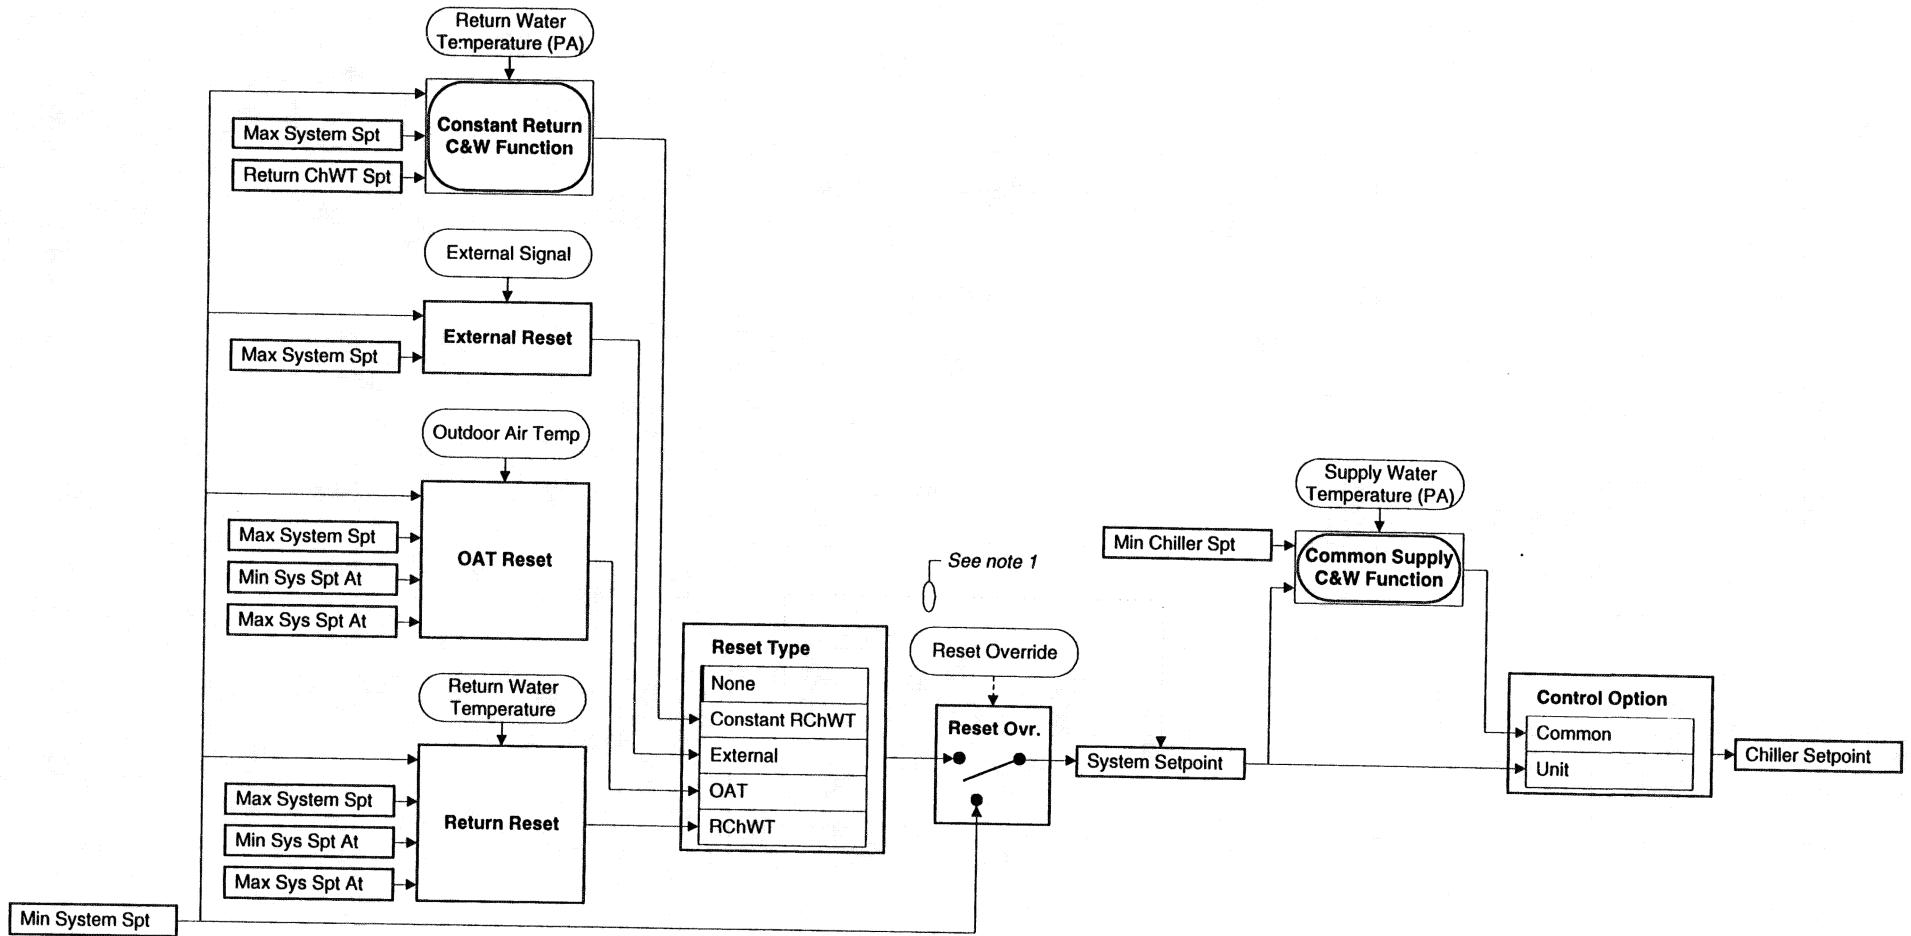 Return Water
Temperature (PA)
Constant Return
C&W Function
Max System Spt
Return ChWT Spt
External Signal
External Reset
Max System Spt
Outdoor Air Temp
OAT Reset
Max System Spt
Min Sys Spt At
Max Sys Spt At
Return Water
Temperature
Return Reset
Max System Spt
Min Sys Spt At
Max Sys Spt At
Min System Spt
Reset Type
None
Constant RChWT
External
OAT
RChWT
See note 1
Reset Override
Reset Ovr.
System Setpoint
Supply Water
Temperature (PA)
Min Chiller Spt
Common Supply
C&W Function
Control Option
Common
Unit
Chiller Setpoint